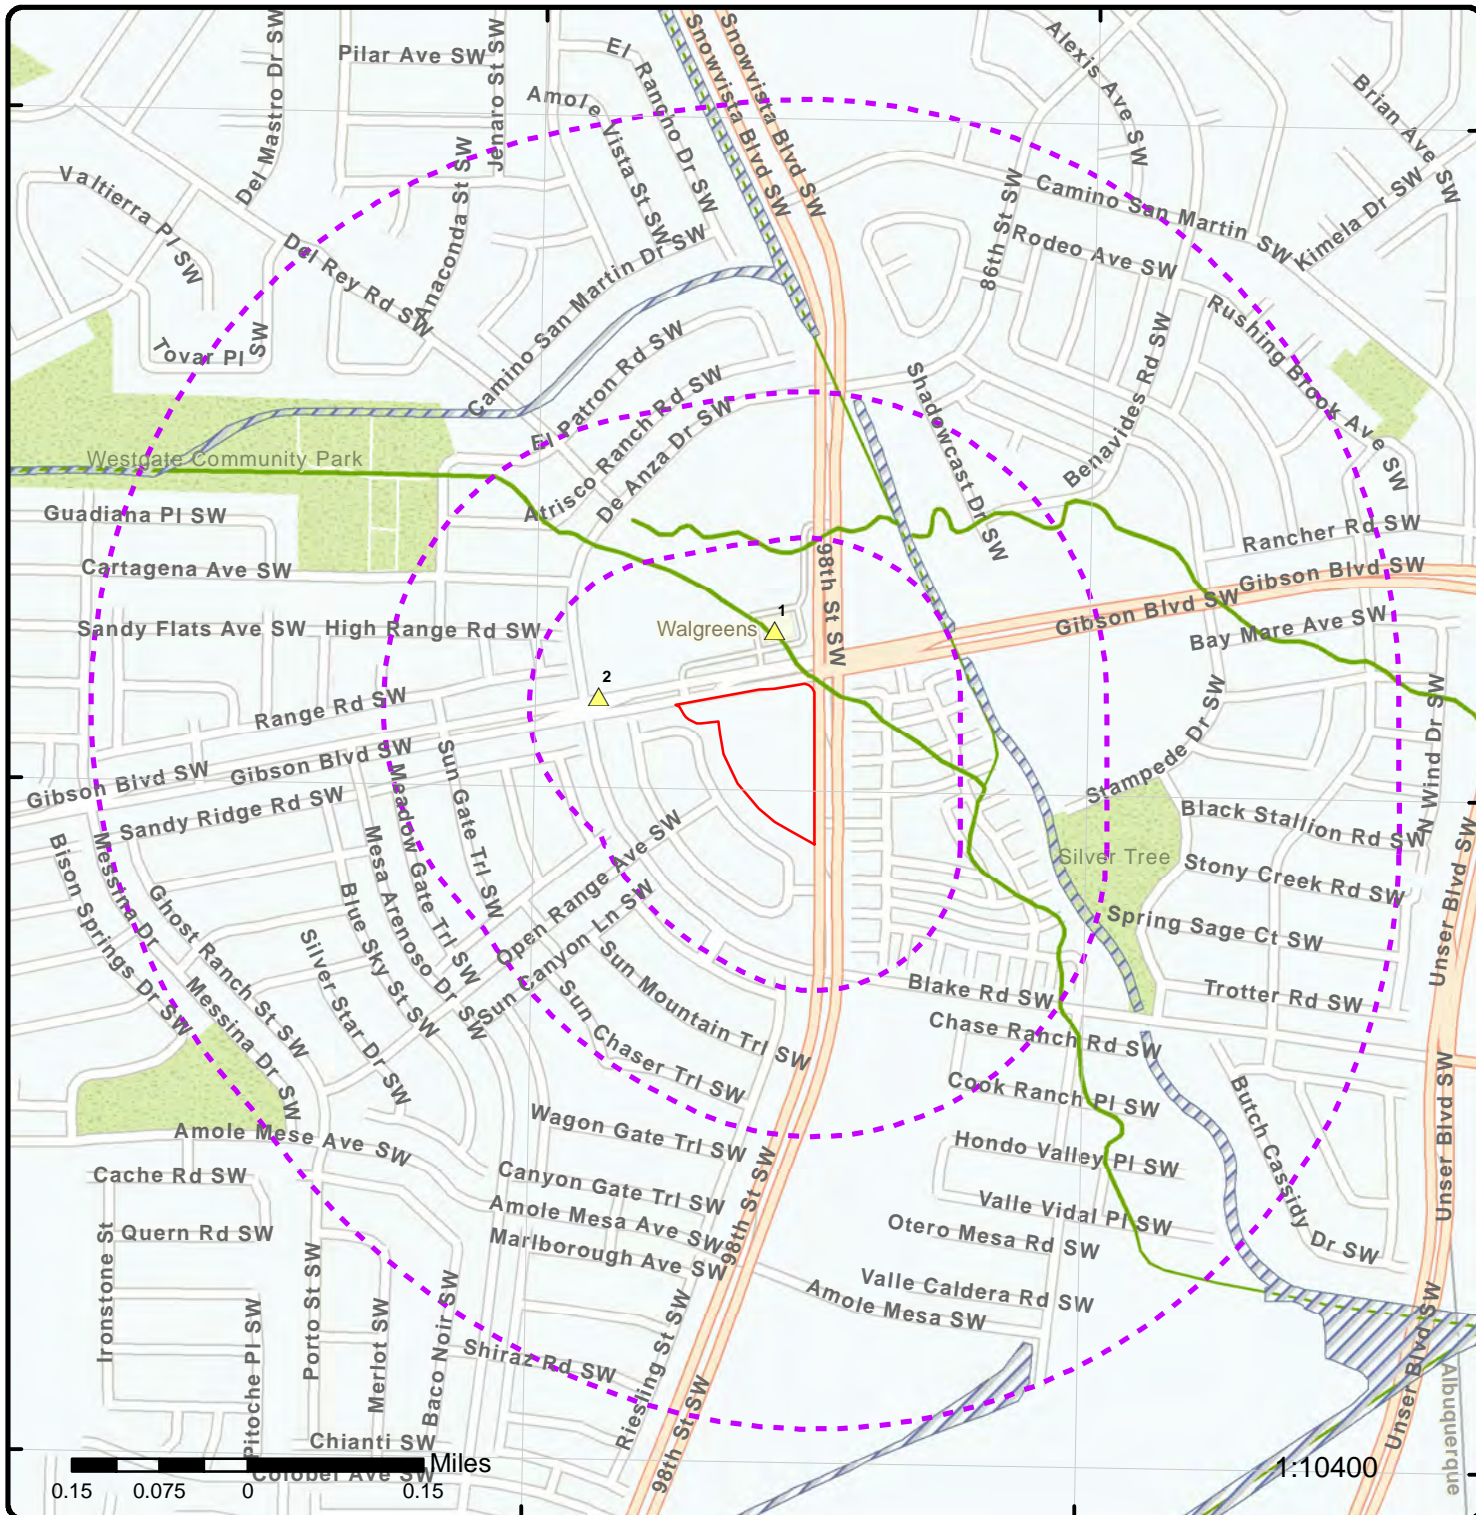 Pilar Ave SW
Del Mastro Dr SW
Jenaro St SW
El Rancho Dr SW
Amole Vista St SW
Snowvista Blvd SW
Snowvista Blvd SW
Alexis Ave SW
Brian Ave SW
Valtierra Pl SW
Anaconda St SW
Del Rey Rd SW
Camino San Martin Dr SW
86th St SW
Camino San Martin SW
Kimela Dr SW
Rodeo Ave SW
Rushing Brook Ave SW
Tovar Pl SW
El Patron Rd SW
Atrisco Ranch Rd SW
De Anza Dr SW
Shadowcast Dr SW
Benavides Rd SW
Westgate Community Park
Guadiana Pl SW
Cartagena Ave SW
Rancher Rd SW
98th St SW
Gibson Blvd SW
Gibson Blvd SW
1
Walgreens
Sandy Flats Ave SW
High Range Rd SW
Bay Mare Ave SW
2
Range Rd SW
Stampede Dr SW
N Wind Dr SW
Gibson Blvd SW
Gibson Blvd SW
Sandy Ridge Rd SW
Sun Gate Trl SW
Meadow Gate Trl SW
Mesa Arenoso Dr SW
Black Stallion Rd SW
Silver Tree
Stony Creek Rd SW
Bison Springs Dr SW
Messina Dr
Messina Dr SW
Ghost Ranch St SW
Blue Sky St SW
Silver Star Dr SW
Open Range Ave SW
Sun Canyon Ln SW
Spring Sage Ct SW
Unser Blvd SW
Sun Mountain Trl SW
Sun Chaser Trl SW
Blake Rd SW
Trotter Rd SW
Chase Ranch Rd SW
Cook Ranch Pl SW
Butch Cassidy Dr SW
Unser Blvd SW
Amole Mese Ave SW
Wagon Gate Trl SW
Hondo Valley Pl SW
Cache Rd SW
Canyon Gate Trl SW
98th St SW
Valle Vidal Pl SW
Amole Mesa Ave SW
Otero Mesa Rd SW
Quern Rd SW
Marlborough Ave SW
Valle Caldera Rd SW
Amole Mesa SW
Ironstone St
Pitoche Pl SW
Porto St SW
Merlot SW
Baco Noir SW
Shiraz Rd SW
Riesling St SW
98th St SW
Unser Blvd SW
Albuquerque
Chianti SW
Colobel Ave SW
Miles
0.15 0.075 0 0.15
1:10400